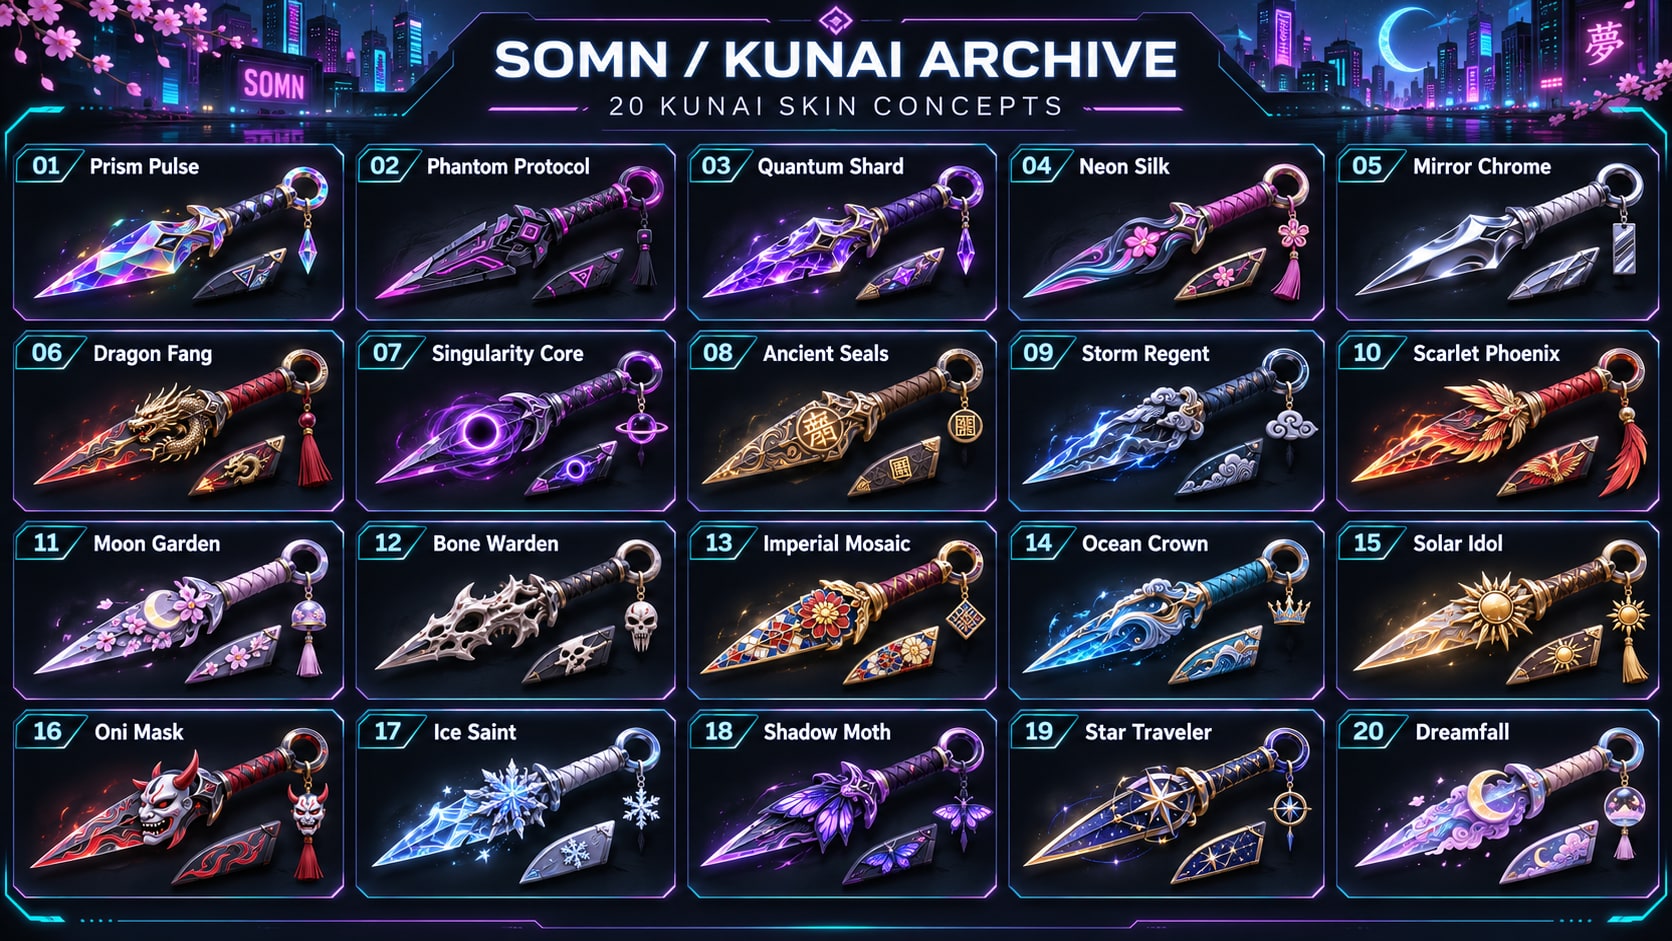 SOMN
夢
SOMN / KUNAI ARCHIVE
20 KUNAI SKIN CONCEPTS
01 Prism Pulse
02 Phantom Protocol
03 Quantum Shard
04 Neon Silk
05 Mirror Chrome
06 Dragon Fang
07 Singularity Core
08 Ancient Seals
09 Storm Regent
10 Scarlet Phoenix
11 Moon Garden
12 Bone Warden
13 Imperial Mosaic
14 Ocean Crown
15 Solar Idol
16 Oni Mask
17 Ice Saint
18 Shadow Moth
19 Star Traveler
20 Dreamfall